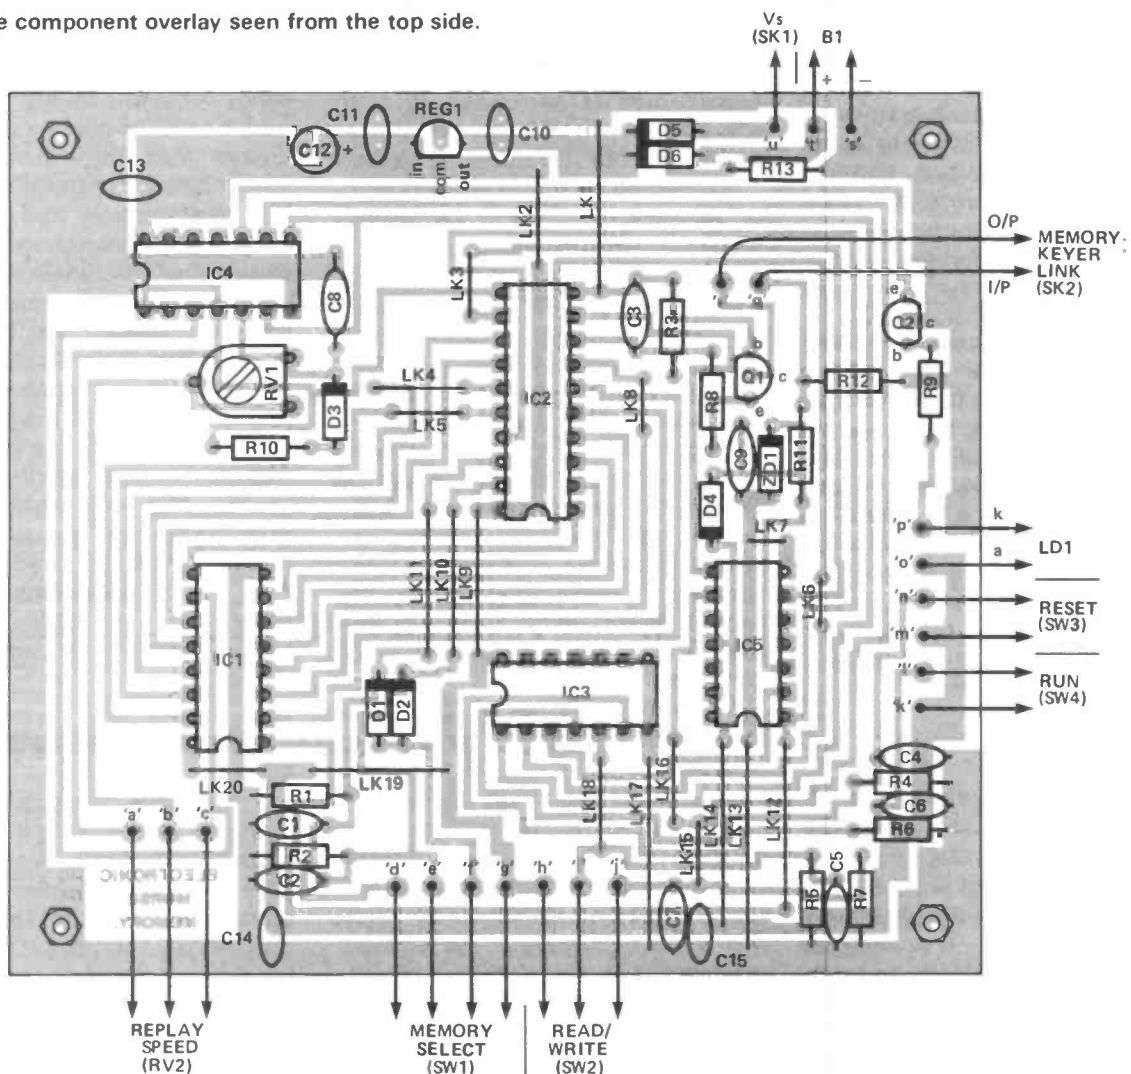 e component overlay seen from the top side.
Vs
(SK1)
B1
+
−
C11
REG1
C10
C12
+
in
com
out
D5
D6
'u'
't'
's'
R13
C13
LK2
LK1
O/P
MEMORY
KEYER
LINK
(SK2)
I/P
IC4
C8
LK3
C3
R3
e
Q2
c
b
'q'
RV1
LK4
LK5
D3
R10
IC2
LK8
R8
b
Q1
c
e
R12
R9
C9
ZD1
R11
D4
LK7
'p'
k
'o'
a
LD1
'n'
'm'
RESET
(SW3)
'l'
RUN
(SW4)
'k'
LK11
LK10
LK9
LK6
IC1
IC5
IC3
D1
D2
LK20
LK19
LK18
LK17
LK16
LK15
LK14
LK13
LK12
C4
R4
C6
R6
R1
C1
R2
C2
'a'
'b'
'c'
'd'
'e'
'f'
'g'
'h'
'i'
'j'
ELECTRONIC
MORSE
MEMORY
C14
C7
C15
R5
C5
R7
REPLAY
SPEED
(RV2)
MEMORY
SELECT
(SW1)
READ/
WRITE
(SW2)